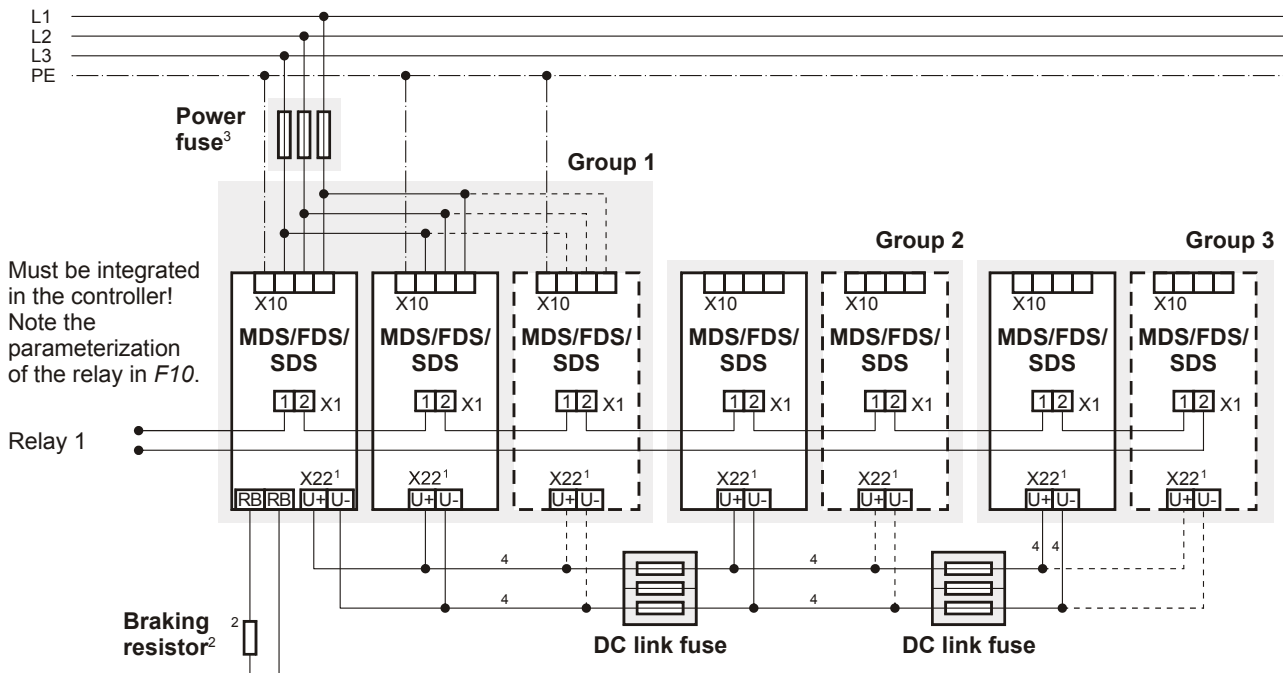 L1
L2
L3
PE
Power
fuse³
Group 1
Group 2
Group 3
Must be integrated
in the controller!
Note the
parameterization
of the relay in F10.
X10
MDS/FDS/
SDS
1 2 X1
X10
MDS/FDS/
SDS
1 2 X1
X10
MDS/FDS/
SDS
1 2 X1
X10
MDS/FDS/
SDS
1 2 X1
X10
MDS/FDS/
SDS
1 2 X1
X10
MDS/FDS/
SDS
1 2 X1
X10
MDS/FDS/
SDS
1 2 X1
Relay 1
X22¹
RB RB U+ U-
X22¹
U+ U-
X22¹
U+ U-
X22¹
U+ U-
X22¹
U+ U-
X22¹
U+ U-
X22¹
U+ U-
4 4 4 4
4 4
Braking
resistor²
2
DC link fuse
DC link fuse